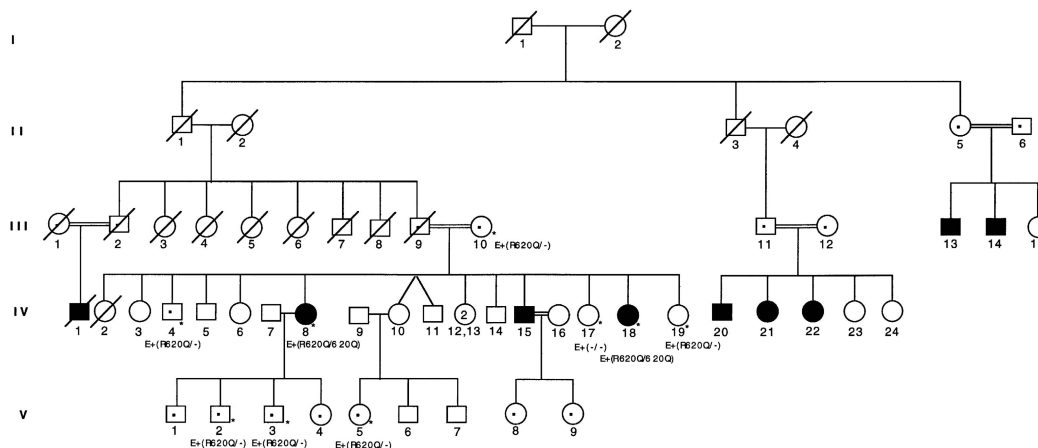 I
1 2
II
1 2 3 4 5 6
III
1 2 3 4 5 6 7 8 9 10 * 11 12 13 14 1
E+(R620Q/-)
IV
1 2 3 4 * 5 6 7 8 * 9 10 11 2 12,13 14 15 16 17 * 18 * 19 * 20 21 22 23 24
E+(R620Q/-) E+(R620Q/620Q) E+(-/-) E+(R620Q/-)
E+(R620Q/620Q)
V
1 2 * 3 * 4 5 * 6 7 8 9
E+(R620Q/-) E+(R620Q/-) E+(R620Q/-)